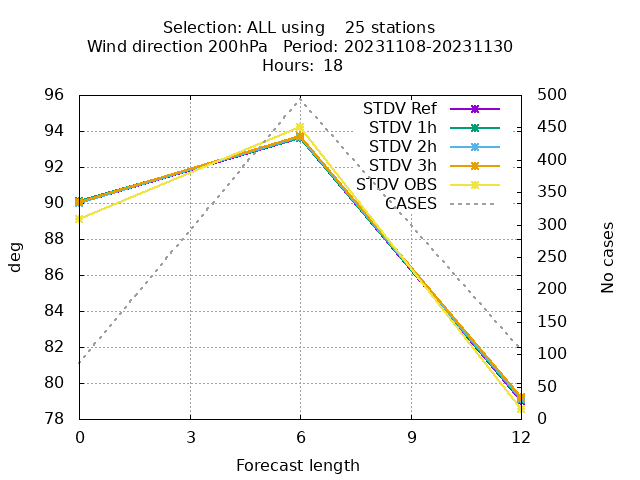 Selection: ALL using    25 stations
Wind direction 200hPa   Period: 20231108-20231130
Hours: 18
96
94
92
90
88
86
84
82
80
78
500
450
400
350
300
250
200
150
100
50
0
STDV Ref
STDV 1h
STDV 2h
STDV 3h
STDV OBS
CASES
deg
No cases
0
3
6
9
12
Forecast length